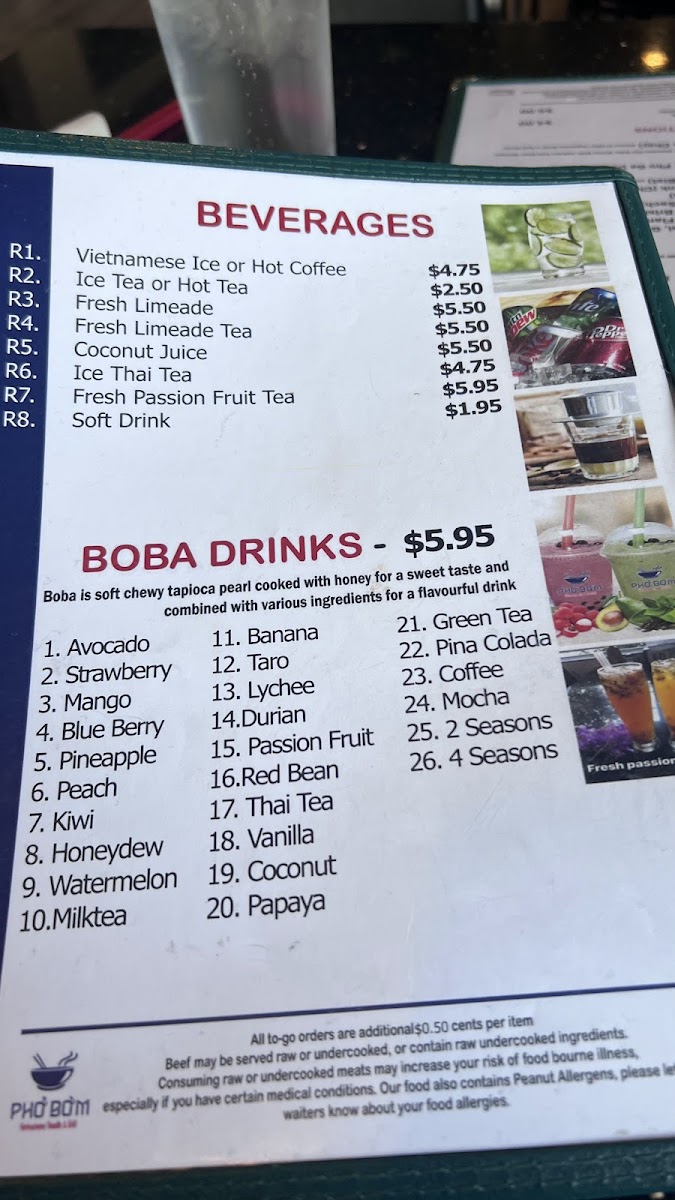 BEVERAGES
R1. Vietnamese Ice or Hot Coffee $4.75
R2. Ice Tea or Hot Tea $2.50
R3. Fresh Limeade $5.50
R4. Fresh Limeade Tea $5.50
R5. Coconut Juice $5.50
R6. Ice Thai Tea $4.75
R7. Fresh Passion Fruit Tea $5.95
R8. Soft Drink $1.95
BOBA DRINKS - $5.95
Boba is soft chewy tapioca pearl cooked with honey for a sweet taste and
combined with various ingredients for a flavourful drink
1. Avocado
2. Strawberry
3. Mango
4. Blue Berry
5. Pineapple
6. Peach
7. Kiwi
8. Honeydew
9. Watermelon
10.Milktea
11. Banana
12. Taro
13. Lychee
14.Durian
15. Passion Fruit
16.Red Bean
17. Thai Tea
18. Vanilla
19. Coconut
20. Papaya
21. Green Tea
22. Pina Colada
23. Coffee
24. Mocha
25. 2 Seasons
26. 4 Seasons
PHỞ BƠM
PHỞ BƠM
Fresh passion
All to-go orders are additional$0.50 cents per item
Beef may be served raw or undercooked, or contain raw undercooked ingredients.
Consuming raw or undercooked meats may increase your risk of food bourne illness,
especially if you have certain medical conditions. Our food also contains Peanut Allergens, please let
waiters know about your food allergies.
PHỞ BƠM